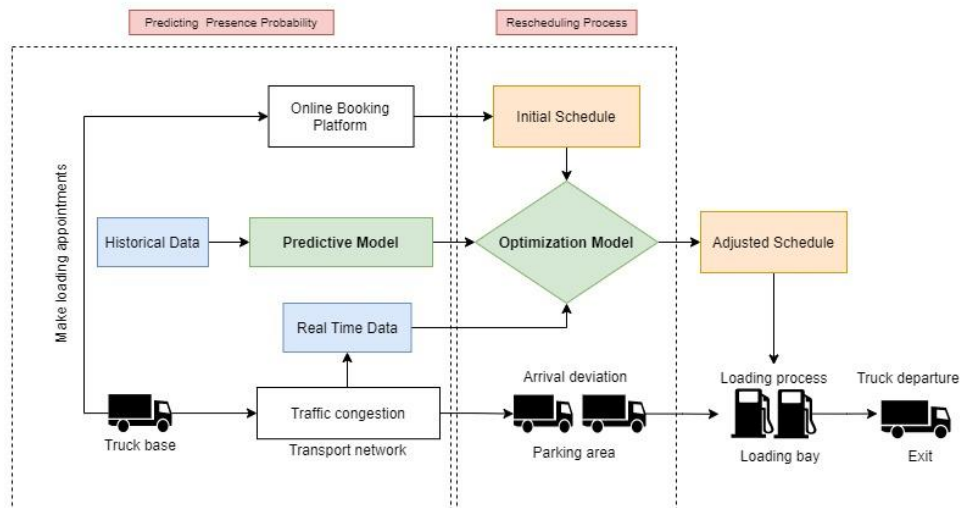 Predicting Presence Probability
Rescheduling Process
Online Booking
Platform
Initial Schedule
Make loading appointments
Historical Data
Predictive Model
Optimization Model
Adjusted Schedule
Real Time Data
Arrival deviation
Loading process
Truck departure
Traffic congestion
Truck base
Transport network
Parking area
Loading bay
Exit